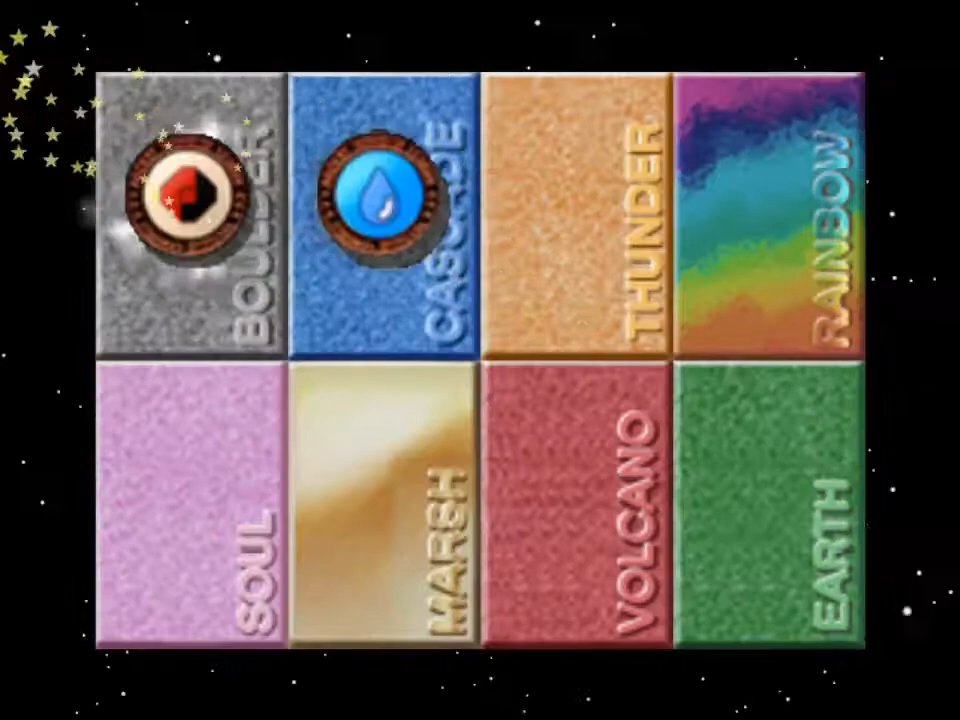 BOULDER
CASCADE
THUNDER
RAINBOW
SOUL
MARSH
VOLCANO
EARTH